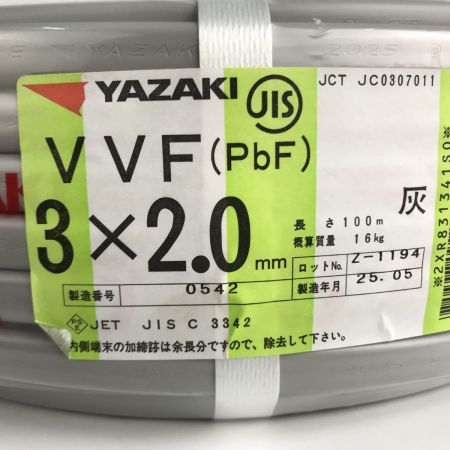 YAZAKI 2025
YAZAKI
JIS
JCT JC0307011
VVF(PbF)
3×2.0mm
灰
長さ100m
概算質量 16kg
ロットNo. Z-1194
製造年月 25.05
製造番号 0542
PSE JET JIS C 3342
内側端末の加締跡は余長分ですので、除去して下さい。
※2XR831341S0※
AZAKI